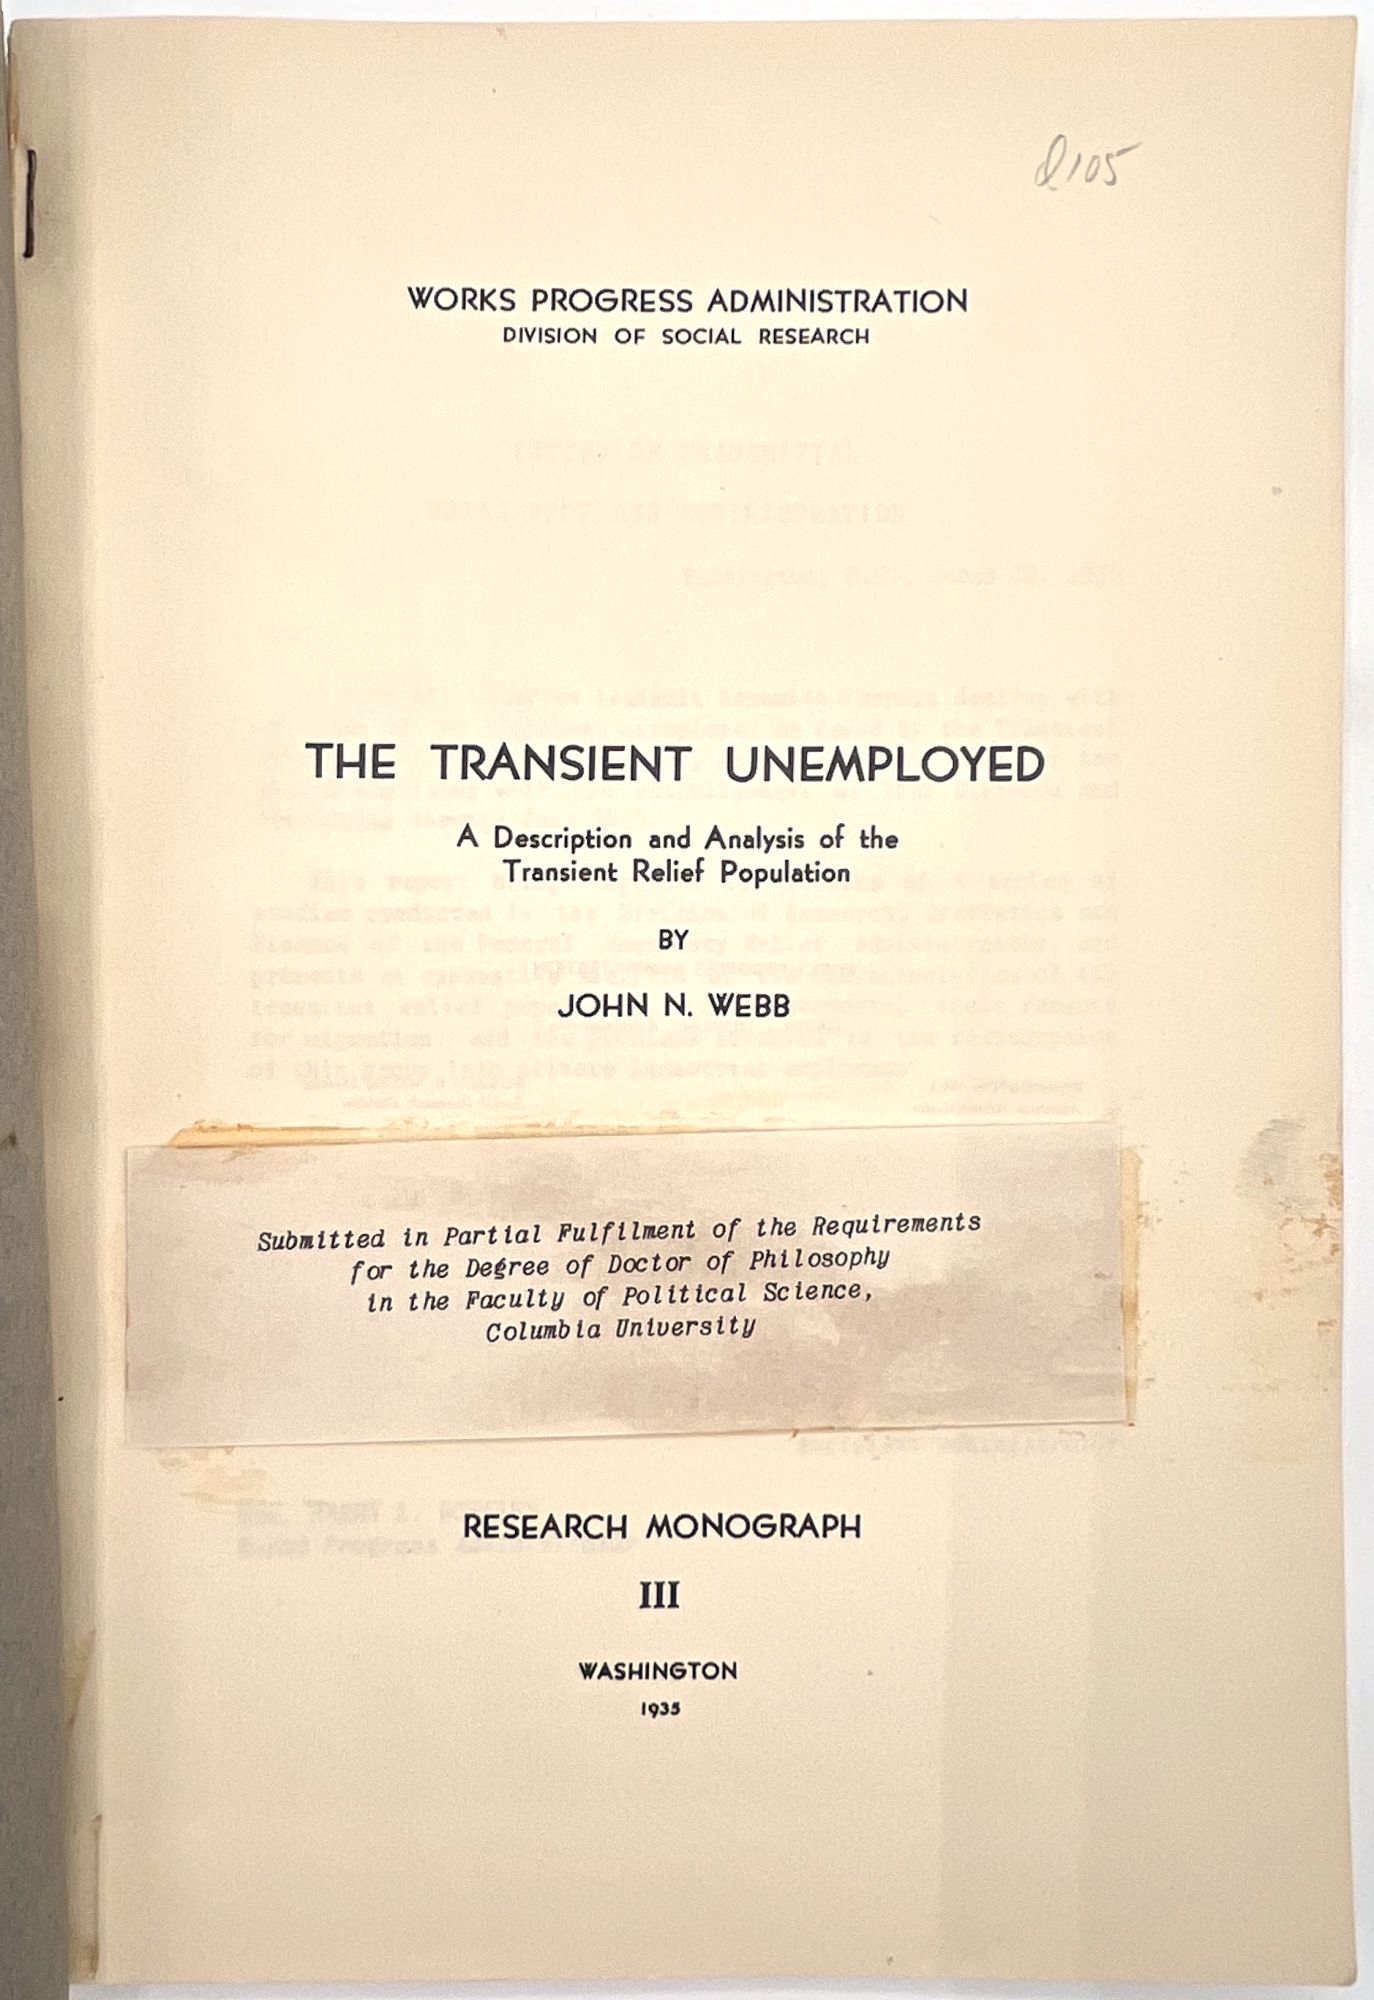 WORKS PROGRESS ADMINISTRATION
DIVISION OF SOCIAL RESEARCH
THE TRANSIENT UNEMPLOYED
A Description and Analysis of the
Transient Relief Population
BY
JOHN N. WEBB
Submitted in Partial Fulfilment of the Requirements
for the Degree of Doctor of Philosophy
in the Faculty of Political Science,
Columbia University
RESEARCH MONOGRAPH
III
WASHINGTON
1935